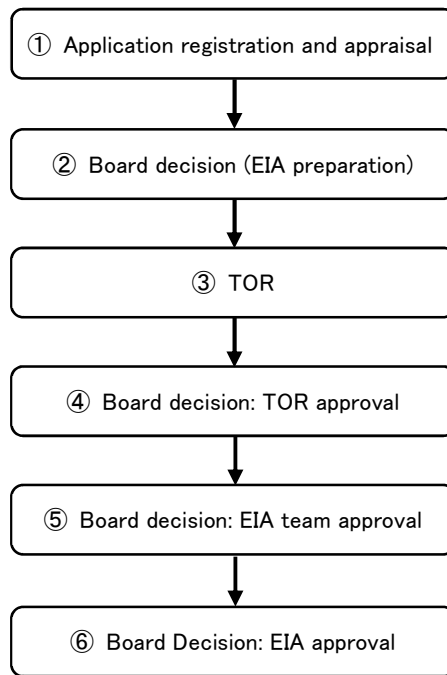 ① Application registration and appraisal
② Board decision (EIA preparation)
③ TOR
④ Board decision: TOR approval
⑤ Board decision: EIA team approval
⑥ Board Decision: EIA approval